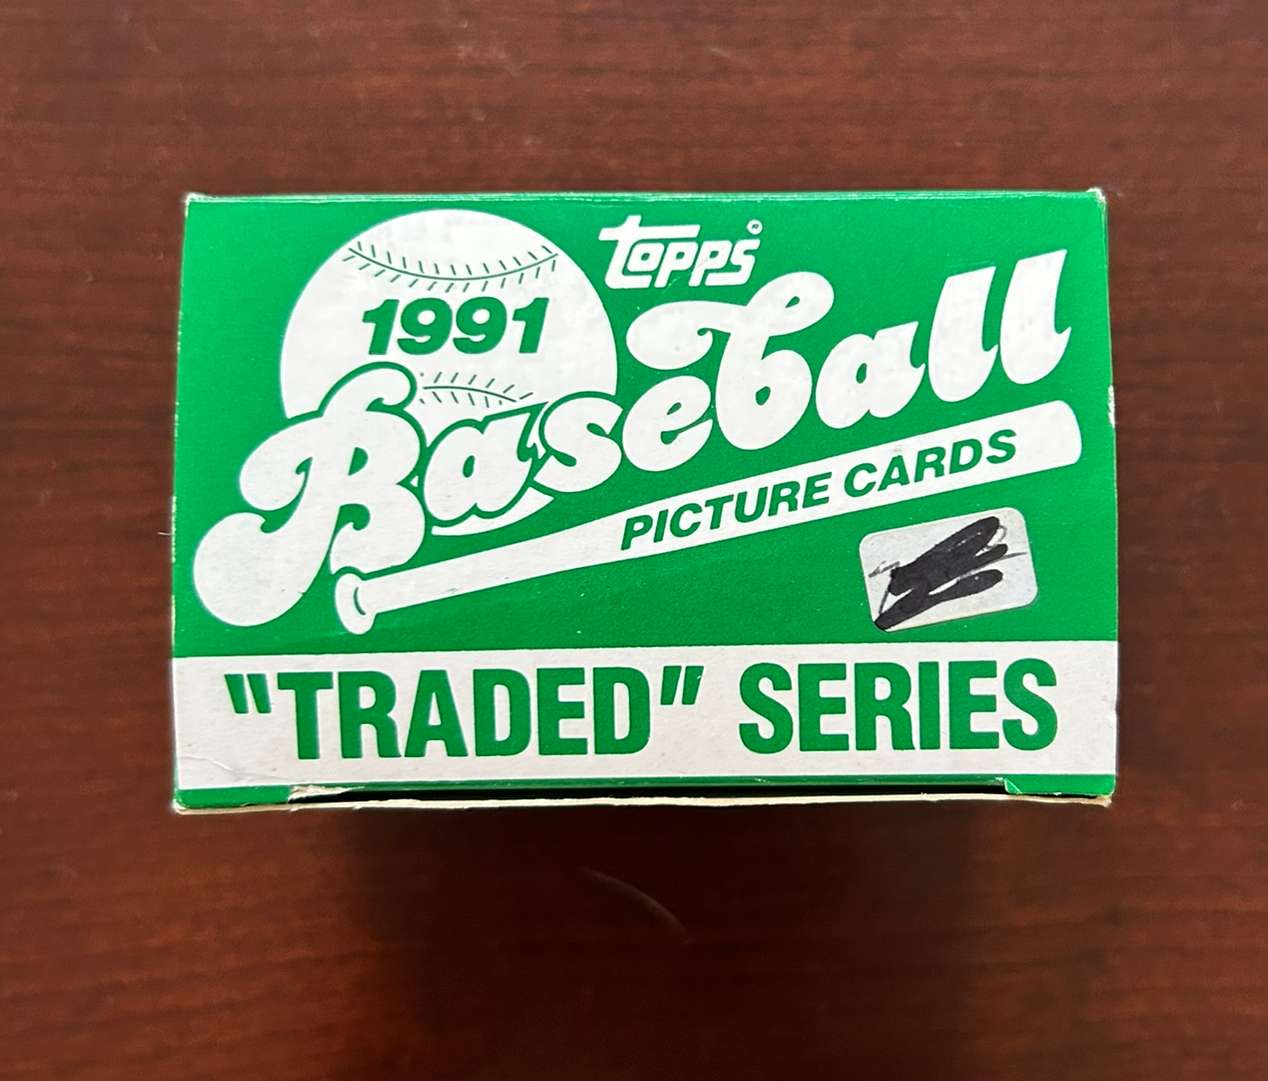 topps®
1991
Baseball
PICTURE CARDS
"TRADED" SERIES